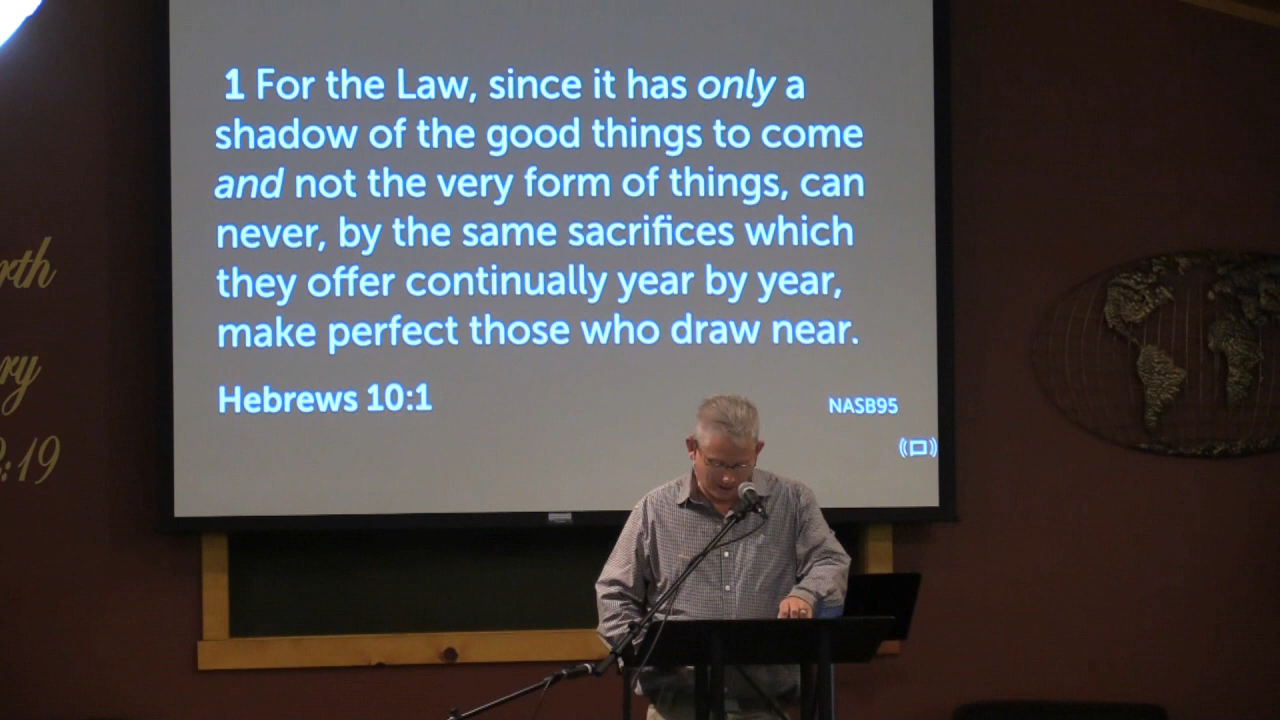 1 For the Law, since it has only a
shadow of the good things to come
and not the very form of things, can
never, by the same sacrifices which
they offer continually year by year,
make perfect those who draw near.
Hebrews 10:1
NASB95
:19